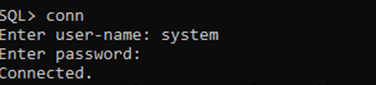 SQL> conn
Enter user-name: system
Enter password:
Connected.